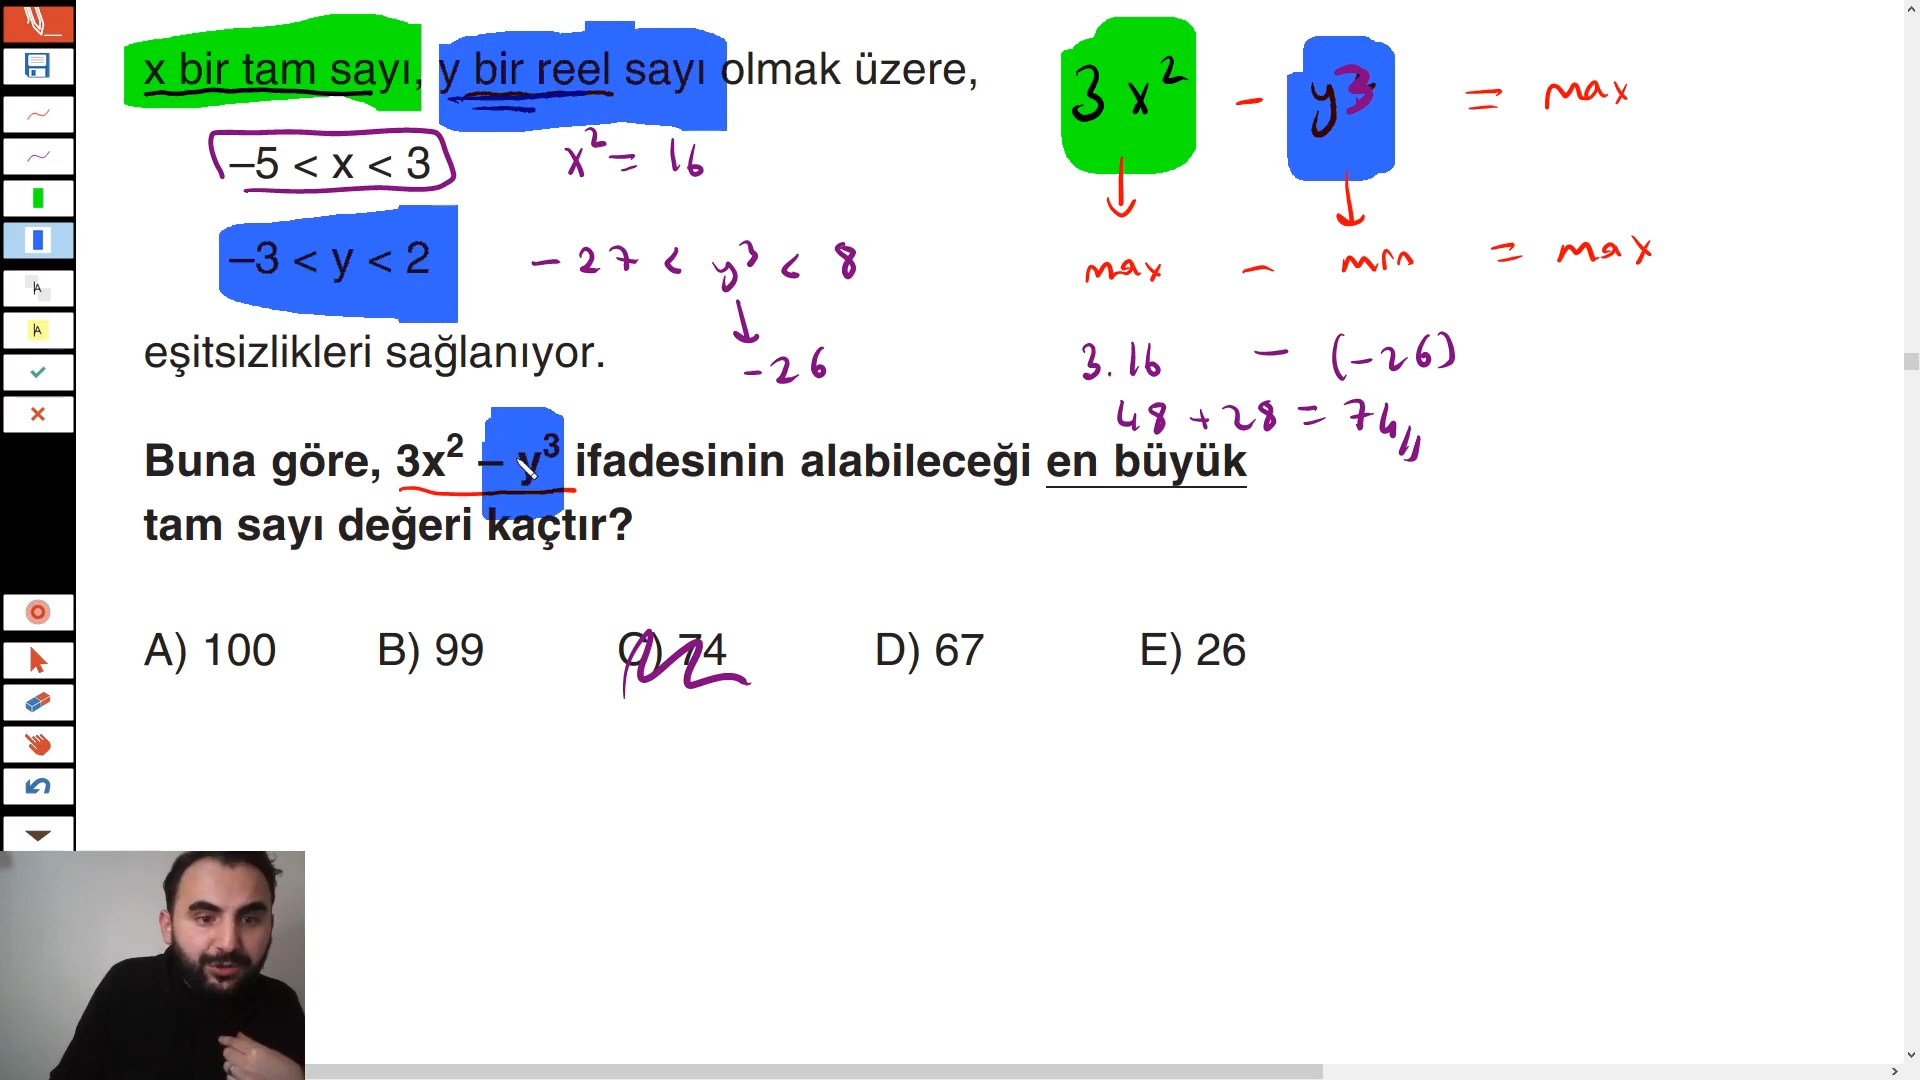 x bir tam sayı, y bir reel sayı olmak üzere,
–5 < x < 3
x² = 16
–3 < y < 2
– 27 < y³ < 8
-26
eşitsizlikleri sağlanıyor.
Buna göre, 3x² – y³ ifadesinin alabileceği en büyük
tam sayı değeri kaçtır?
A) 100 B) 99 C) 74 D) 67 E) 26
3x² – y³ = max
max – min = max
3.16 – (-26)
48 + 28 = 74